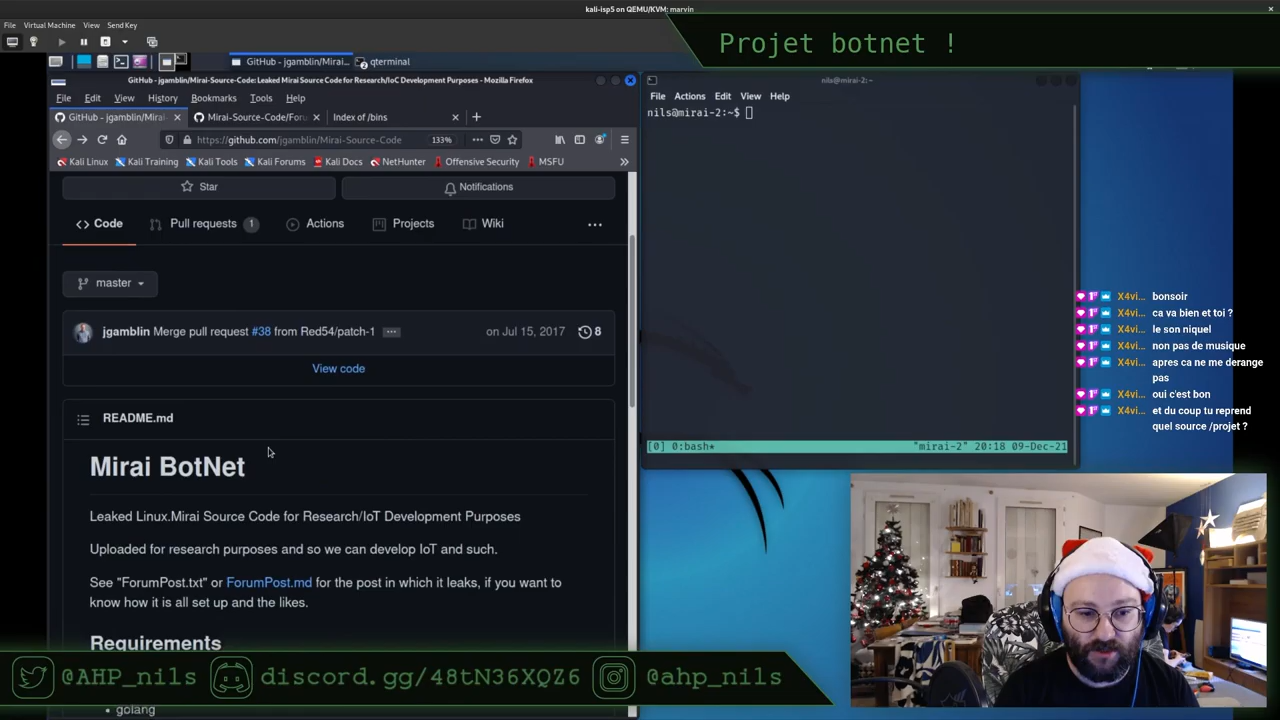 kali-isp5 on QEMU/KVM: marvin
File Virtual Machine View Send Key
Projet botnet !
GitHub - jgamblin/Mirai...
qterminal
GitHub - jgamblin/Mirai-Source-Code: Leaked Mirai Source Code for Research/IoC Development Purposes - Mozilla Firefox
File Edit View History Bookmarks Tools Help
GitHub - jgamblin/Mirai-
Mirai-Source-Code/Foru
Index of /bins
https://github.com/jgamblin/Mirai-Source-Code
133%
Kali Linux Kali Training Kali Tools Kali Forums Kali Docs NetHunter Offensive Security MSFU
Star
Notifications
Code
Pull requests 1
Actions
Projects
Wiki
master
jgamblin Merge pull request #38 from Red54/patch-1 on Jul 15, 2017 8
View code
README.md
Mirai BotNet
Leaked Linux.Mirai Source Code for Research/IoT Development Purposes
Uploaded for research purposes and so we can develop IoT and such.
See "ForumPost.txt" or ForumPost.md for the post in which it leaks, if you want to
know how it is all set up and the likes.
Requirements
golang
nils@mirai-2:~
File Actions Edit View Help
nils@mirai-2:~$
[0] 0:bash* "mirai-2" 20:18 09-Dec-21
X4vi... bonsoir
X4vi... ca va bien et toi ?
X4vi... le son niquel
X4vi... non pas de musique
X4vi... apres ca ne me derange
pas
X4vi... oui c'est bon
X4vi... et du coup tu reprend
quel source /projet ?
@AHP_nils
discord.gg/48tN36XQZ6
@ahp_nils